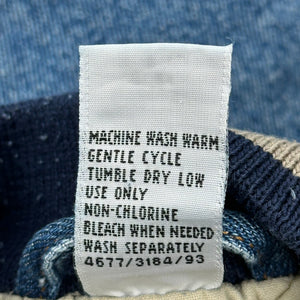 MACHINE WASH WARM
GENTLE CYCLE
TUMBLE DRY LOW
USE ONLY
NON-CHLORINE
BLEACH WHEN NEEDED
WASH SEPARATELY
4677/3184/93